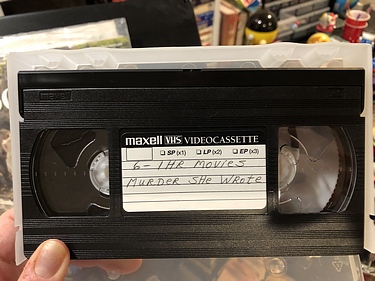 maxell VHS VIDEOCASSETTE
SP (x1) LP (x2) EP (x3)
6 - 1HR MOVIES
MURDER SHE WROTE